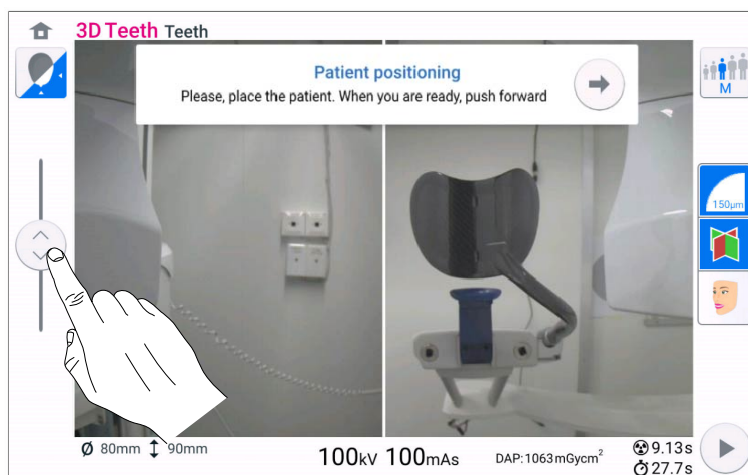 3D Teeth Teeth
Patient positioning
Please, place the patient. When you are ready, push forward
M
150μm
Ø 80mm ↕ 90mm
100kV 100mAs
DAP:1063mGycm²
9.13s
27.7s